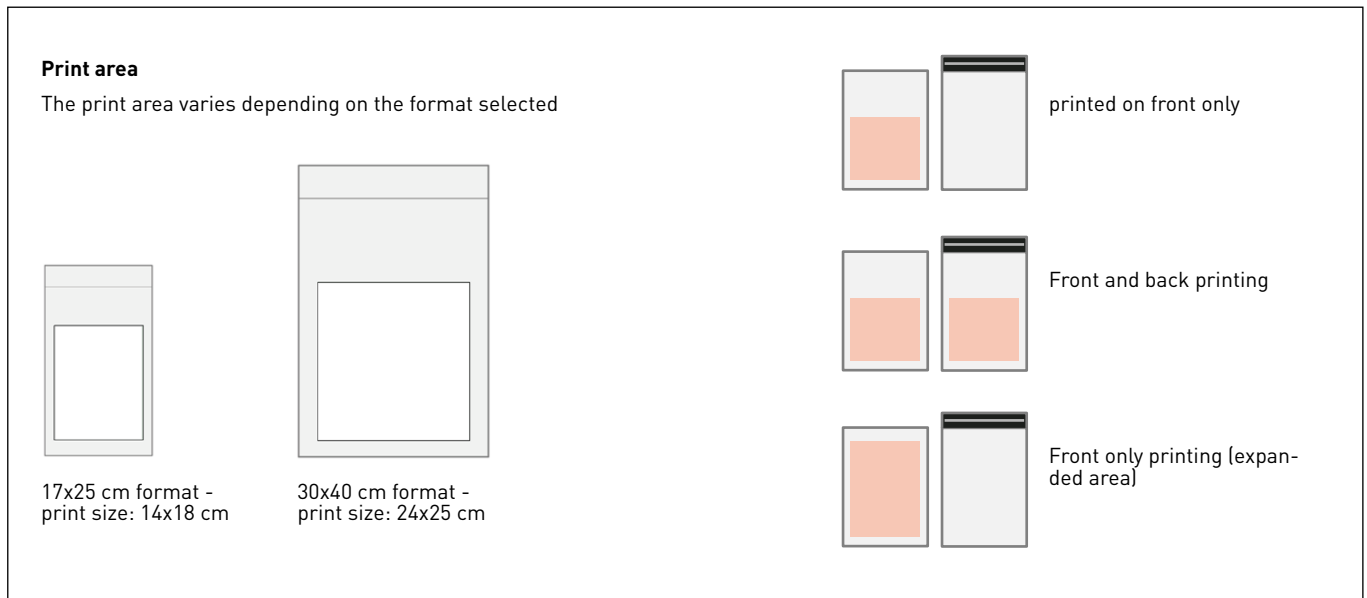 Print area
The print area varies depending on the format selected
17x25 cm format -
print size: 14x18 cm
30x40 cm format -
print size: 24x25 cm
printed on front only
Front and back printing
Front only printing (expan-
ded area)